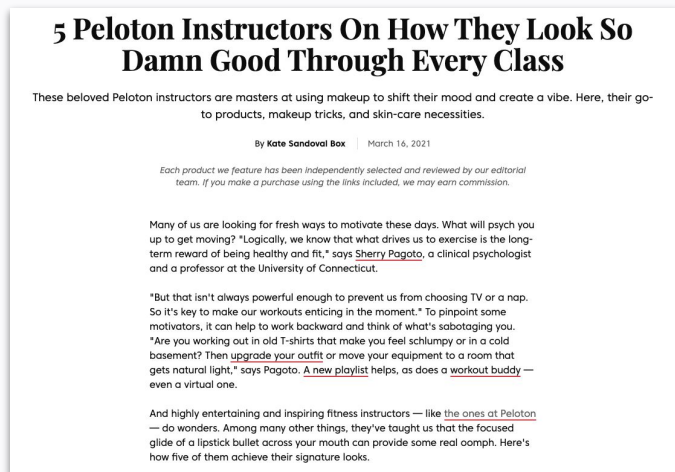 5 Peloton Instructors On How They Look So
Damn Good Through Every Class
These beloved Peloton instructors are masters at using makeup to shift their mood and create a vibe. Here, their go-
to products, makeup tricks, and skin-care necessities.
By Kate Sandoval Box March 16, 2021
Each product we feature has been independently selected and reviewed by our editorial
team. If you make a purchase using the links included, we may earn commission.
Many of us are looking for fresh ways to motivate these days. What will psych you
up to get moving? "Logically, we know that what drives us to exercise is the long-
term reward of being healthy and fit," says Sherry Pagoto, a clinical psychologist
and a professor at the University of Connecticut.
"But that isn't always powerful enough to prevent us from choosing TV or a nap.
So it's key to make our workouts enticing in the moment." To pinpoint some
motivators, it can help to work backward and think of what's sabotaging you.
"Are you working out in old T-shirts that make you feel schlumpy or in a cold
basement? Then upgrade your outfit or move your equipment to a room that
gets natural light," says Pagoto. A new playlist helps, as does a workout buddy —
even a virtual one.
And highly entertaining and inspiring fitness instructors — like the ones at Peloton
— do wonders. Among many other things, they've taught us that the focused
glide of a lipstick bullet across your mouth can provide some real oomph. Here's
how five of them achieve their signature looks.